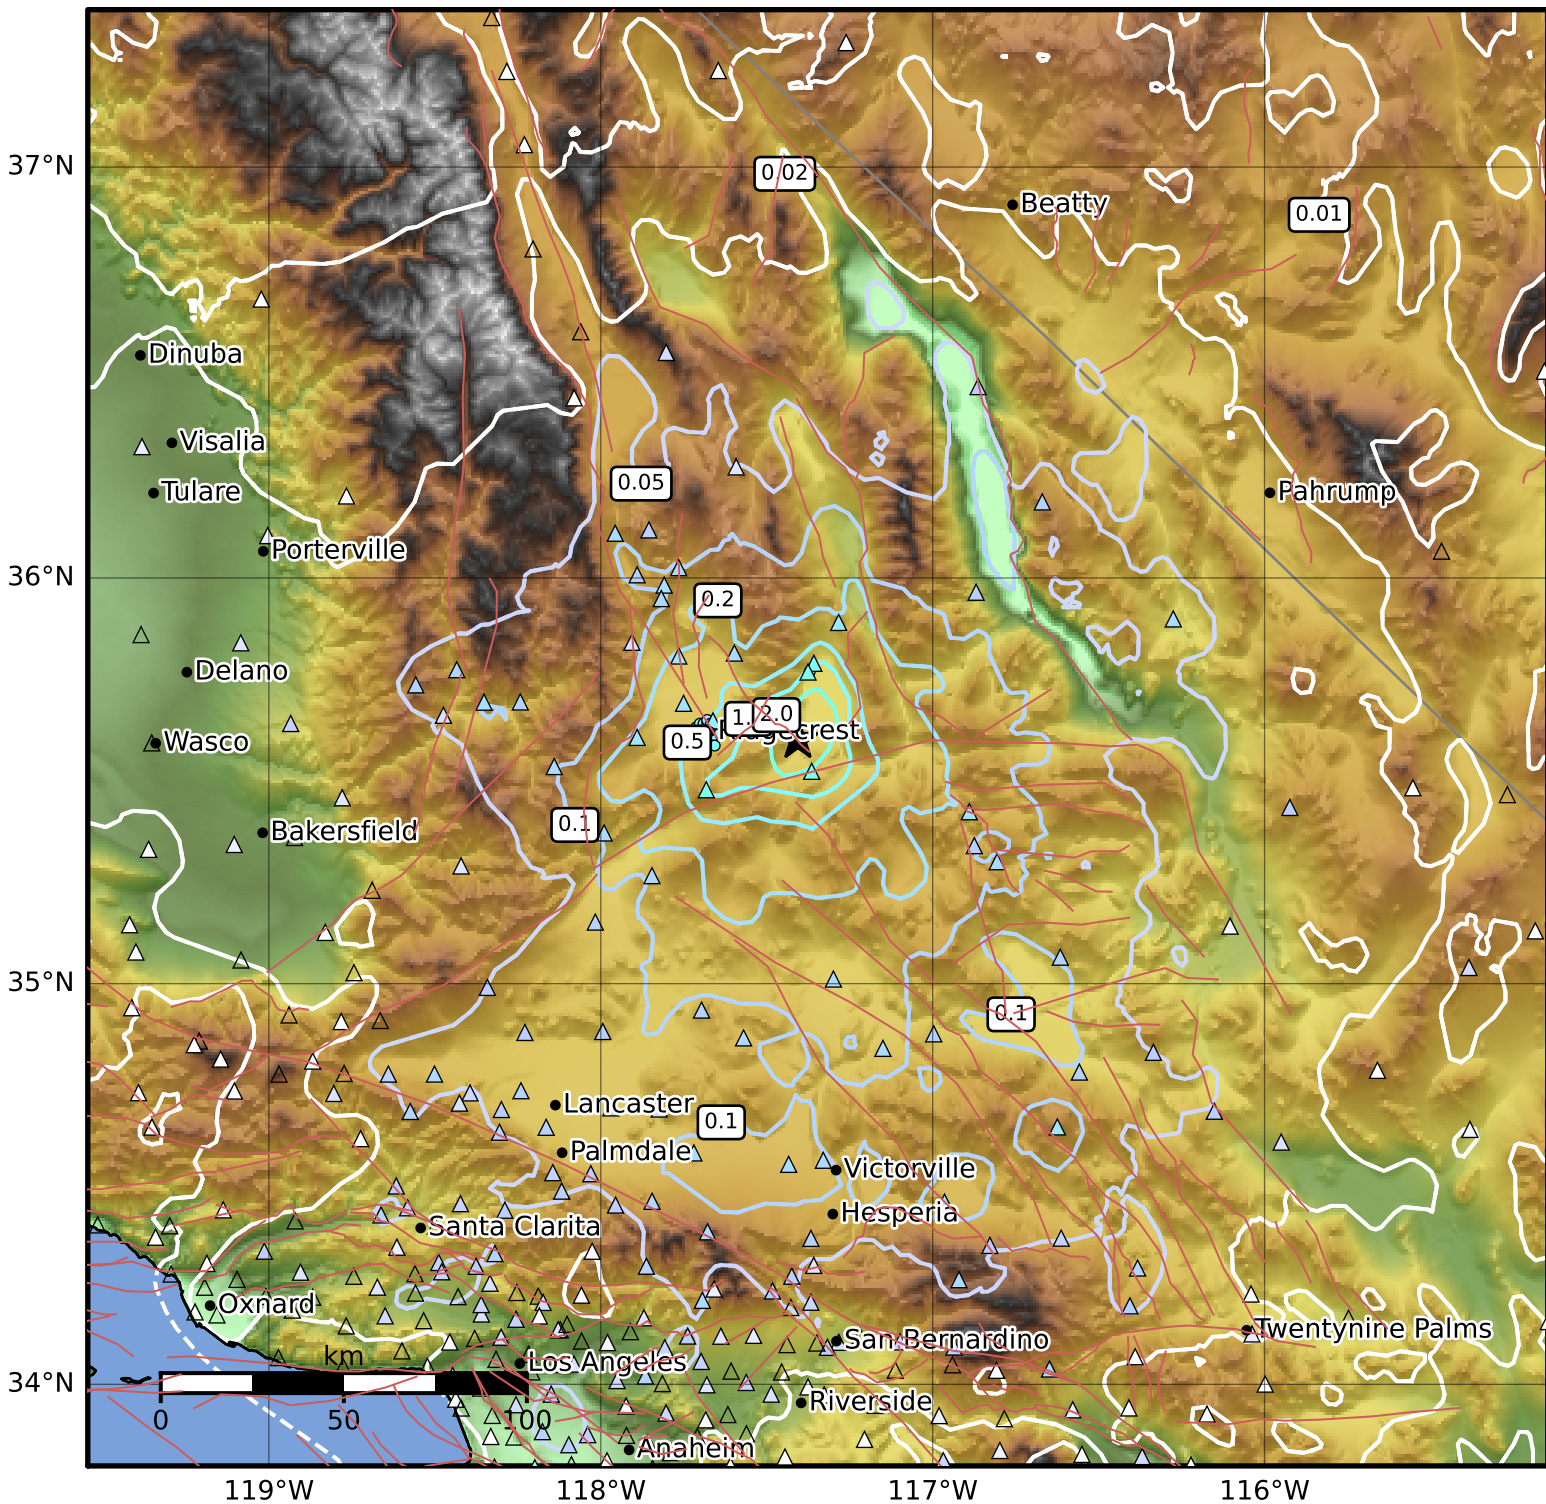 37°N
0.02
Beatty
0.01
Dinuba
Visalia
0.05
Tulare
Pahrump
Porterville
36°N
0.2
Delano
2.0
Ridgecrest
Wasco
0.5
0.1
Bakersfield
35°N
0.1
Lancaster
0.1
Palmdale
Victorville
Hesperia
Santa Clarita
Oxnard
Twentynine Palms
San Bernardino
km
Los Angeles
34°N
Riverside
0 50 100
Anaheim
119°W 118°W 117°W 116°W